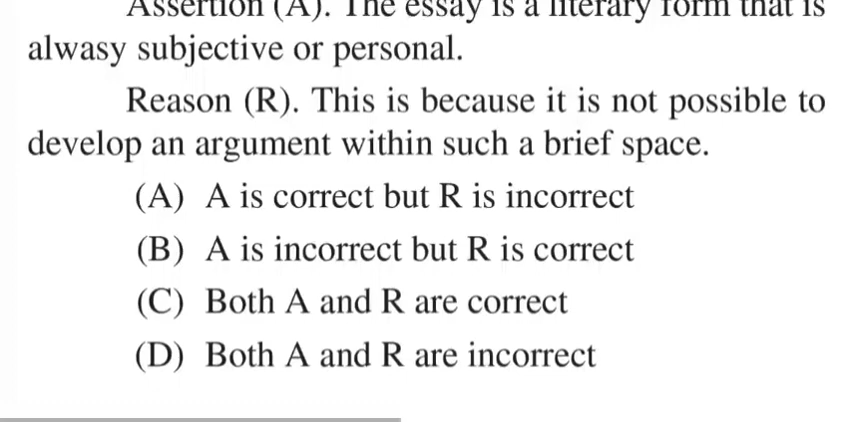 Assertion (A). The essay is a literary form that is
alwasy subjective or personal.
Reason (R). This is because it is not possible to
develop an argument within such a brief space.
(A) A is correct but R is incorrect
(B) A is incorrect but R is correct
(C) Both A and R are correct
(D) Both A and R are incorrect